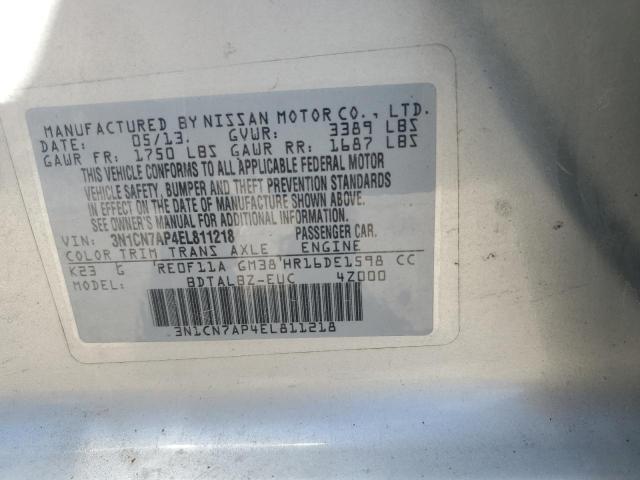 MANUFACTURED BY NISSAN MOTOR CO., LTD.
DATE: 05/13. GVWR: 3389 LBS
GAWR FR: 1750 LBS GAWR RR: 1687 LBS
THIS VEHICLE CONFORMS TO ALL APPLICABLE FEDERAL MOTOR
VEHICLE SAFETY, BUMPER AND THEFT PREVENTION STANDARDS
IN EFFECT ON THE DATE OF MANUFACTURE SHOWN ABOVE.
SEE OWNER'S MANUAL FOR ADDITIONAL INFORMATION.
VIN: 3N1CN7AP4EL811218 PASSENGER CAR.
COLOR TRIM TRANS AXLE ENGINE
K23 G RE0F11A GM38 HR16DE1598 CC
BDTALBZ-EUC 4Z000
3N1CN7AP4EL811218